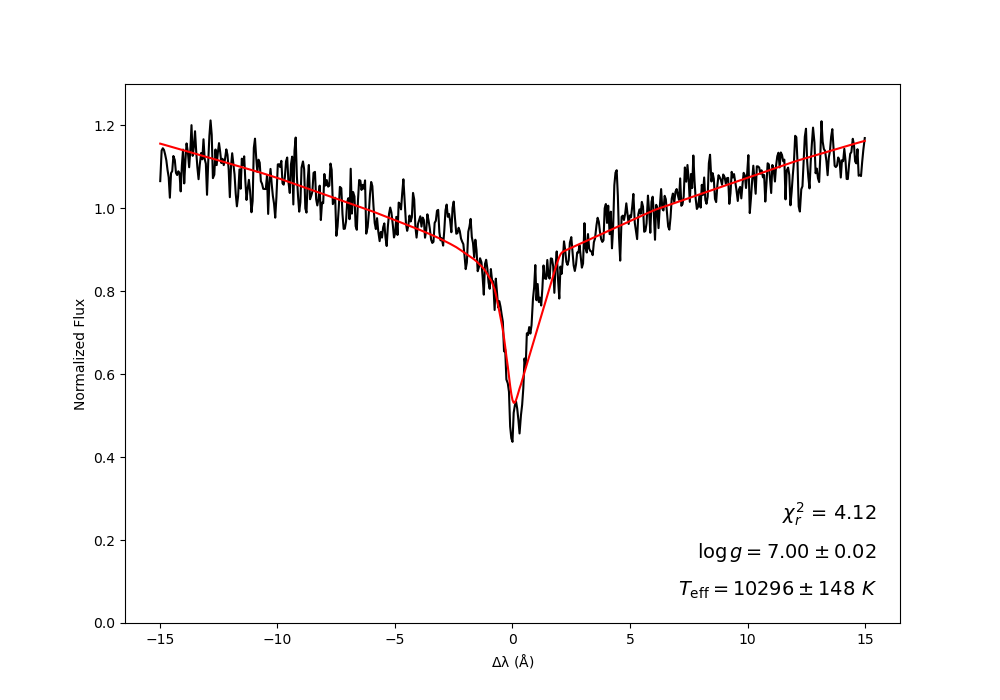 1.2
1.0
0.8
0.6
0.4
0.2
0.0
Normalized Flux
χ²ᵣ = 4.12
log g = 7.00 ± 0.02
T_eff = 10296 ± 148 K
−15 −10 −5 0 5 10 15
Δλ (Å)